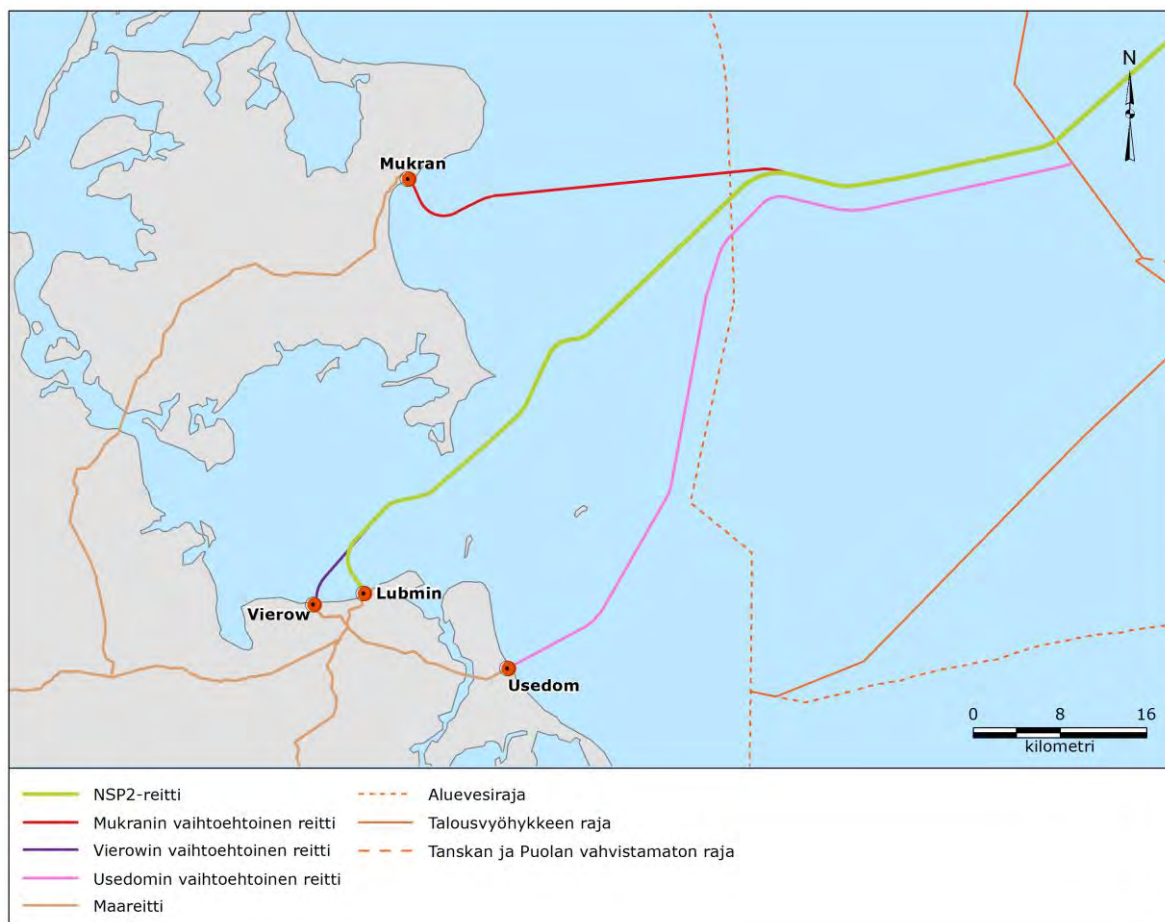 N
Mukran
Lubmin
Vierow
Usedom
0 8 16
kilometri
NSP2-reitti
Mukranin vaihtoehtoinen reitti
Vierowin vaihtoehtoinen reitti
Usedomin vaihtoehtoinen reitti
Maareitti
Aluevesiraja
Talousvyöhykkeen raja
Tanskan ja Puolan vahvistamaton raja